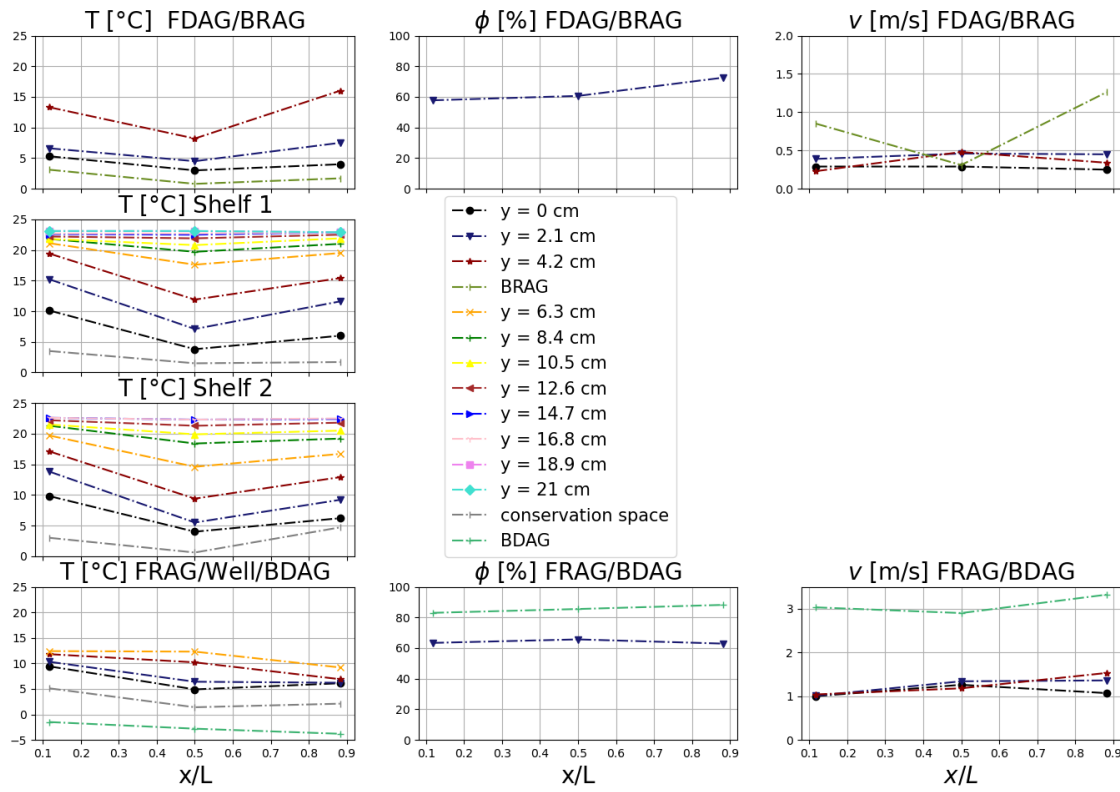 T [°C]  FDAG/BRAG
ϕ [%] FDAG/BRAG
v [m/s] FDAG/BRAG
25
20
15
10
5
0
100
80
60
40
20
0
2.0
1.5
1.0
0.5
0.0
T [°C] Shelf 1
25
20
15
10
5
0
y = 0 cm
y = 2.1 cm
y = 4.2 cm
BRAG
y = 6.3 cm
y = 8.4 cm
y = 10.5 cm
y = 12.6 cm
y = 14.7 cm
y = 16.8 cm
y = 18.9 cm
y = 21 cm
conservation space
BDAG
T [°C] Shelf 2
25
20
15
10
5
0
T [°C] FRAG/Well/BDAG
ϕ [%] FRAG/BDAG
v [m/s] FRAG/BDAG
25
20
15
10
5
0
−5
0.1 0.2 0.3 0.4 0.5 0.6 0.7 0.8 0.9
x/L
100
80
60
40
20
0
0.1 0.2 0.3 0.4 0.5 0.6 0.7 0.8 0.9
x/L
3
2
1
0
0.1 0.2 0.3 0.4 0.5 0.6 0.7 0.8 0.9
x/L